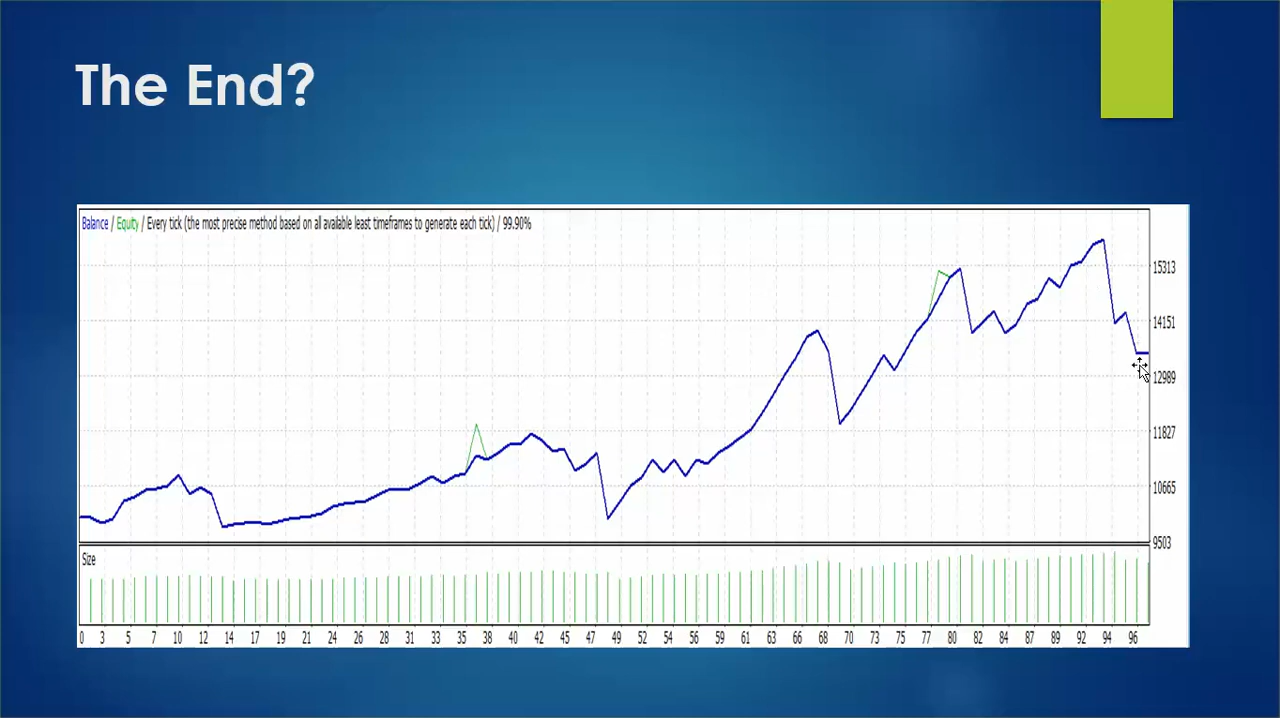 The End?
Balance / Equity / Every tick (the most precise method based on all available least timeframes to generate each tick) / 99.90%
15313
14151
12989
11827
10665
9503
Size
0 3 5 7 10 12 14 17 19 21 24 26 28 31 33 35 38 40 42 45 47 49 52 54 56 59 61 63 66 68 70 73 75 77 80 82 84 87 89 92 94 96